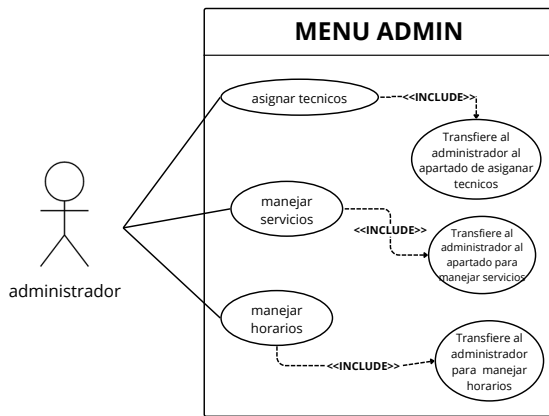 MENU ADMIN
asignar tecnicos
<<INCLUDE>>
Transfiere al
administrador al
apartado de asiganar
tecnicos
manejar
servicios
<<INCLUDE>>
Transfiere al
administrador al
apartado para
manejar servicios
administrador
manejar
horarios
<<INCLUDE>>
Transfiere al
administrador
para manejar
horarios